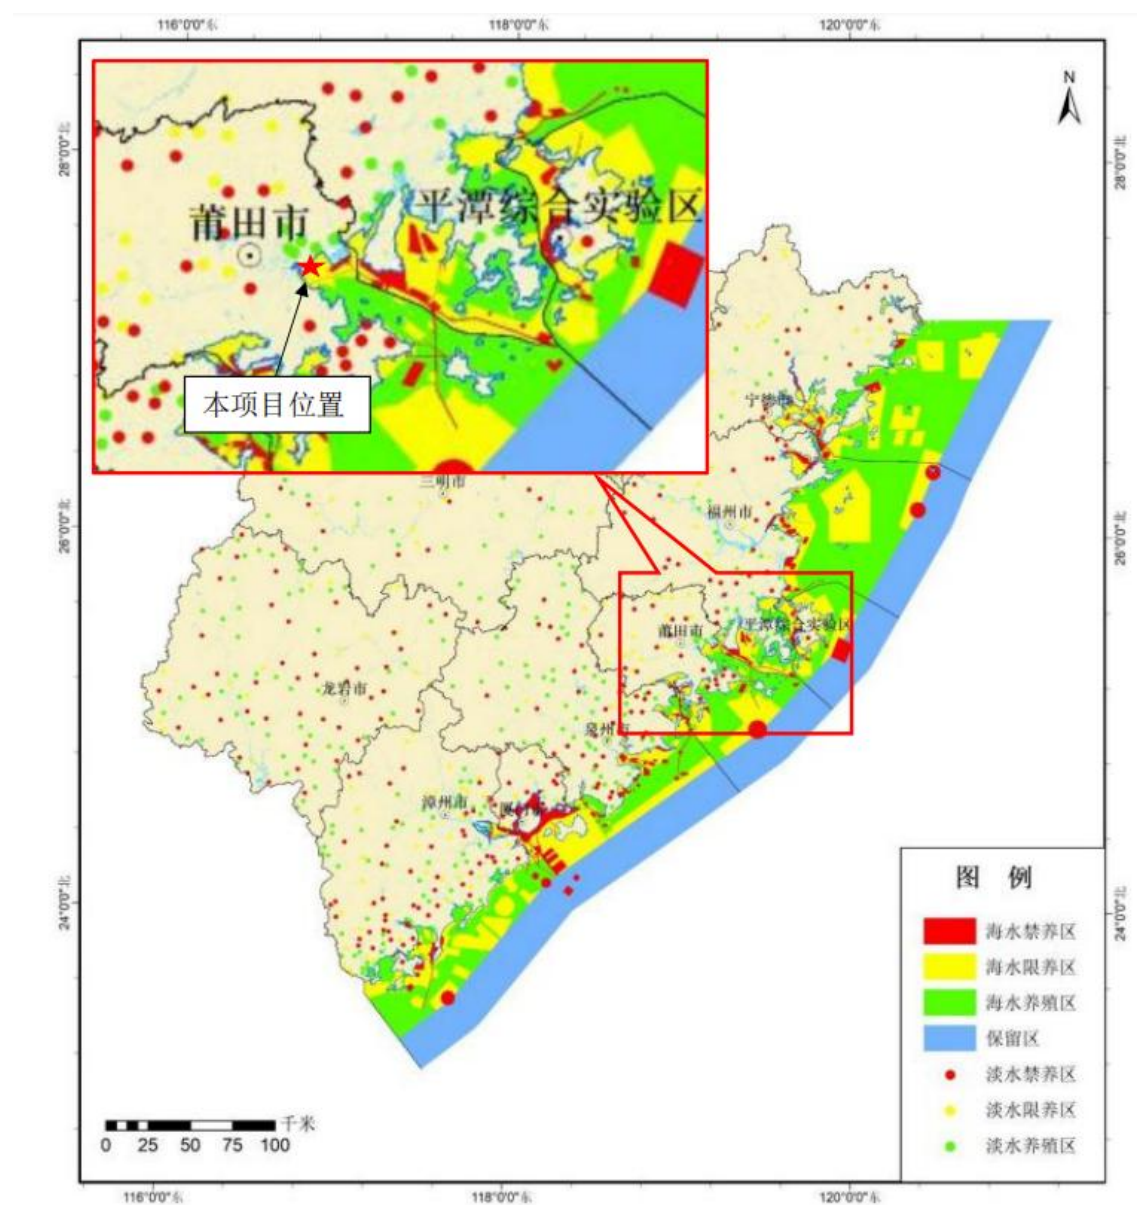 116°0'0"东
118°0'0"东
120°0'0"东
N
28°0'0"北
28°0'0"北
莆田市
平潭综合实验区
本项目位置
宁德市
三明市
福州市
26°0'0"北
26°0'0"北
莆田市
平潭综合实验区
龙岩市
泉州市
漳州市
24°0'0"北
24°0'0"北
图 例
海水禁养区
海水限养区
海水养殖区
保留区
淡水禁养区
淡水限养区
淡水养殖区
千米
0 25 50 75 100
116°0'0"东
118°0'0"东
120°0'0"东